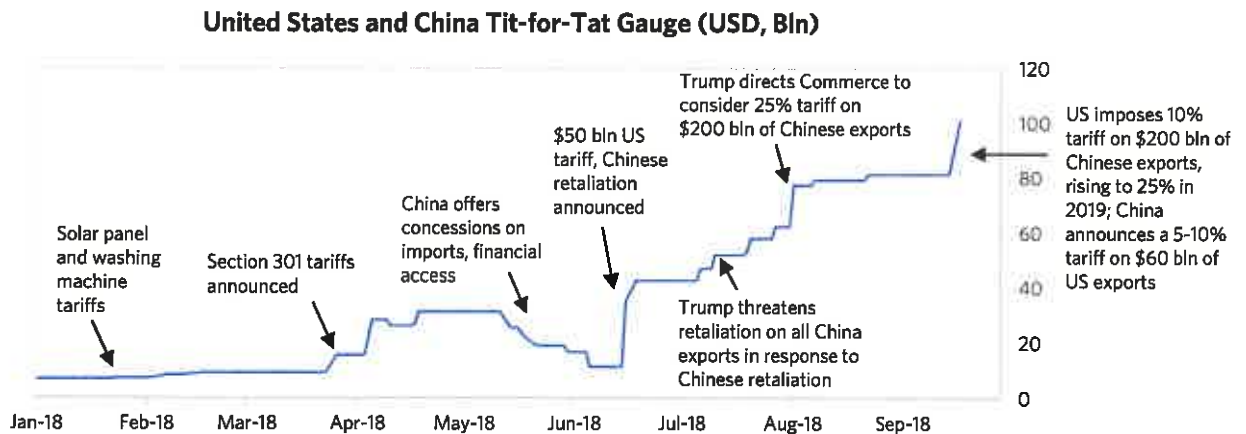 United States and China Tit-for-Tat Gauge (USD, Bln)
Solar panel
and washing
machine
tariffs
Section 301 tariffs
announced
China offers
concessions on
imports, financial
access
$50 bln US
tariff, Chinese
retaliation
announced
Trump directs Commerce to
consider 25% tariff on
$200 bln of Chinese exports
Trump threatens
retaliation on all China
exports in response to
Chinese retaliation
120
100
80
60
40
20
0
US imposes 10%
tariff on $200 bln of
Chinese exports,
rising to 25% in
2019; China
announces a 5-10%
tariff on $60 bln of
US exports
Jan-18
Feb-18
Mar-18
Apr-18
May-18
Jun-18
Jul-18
Aug-18
Sep-18